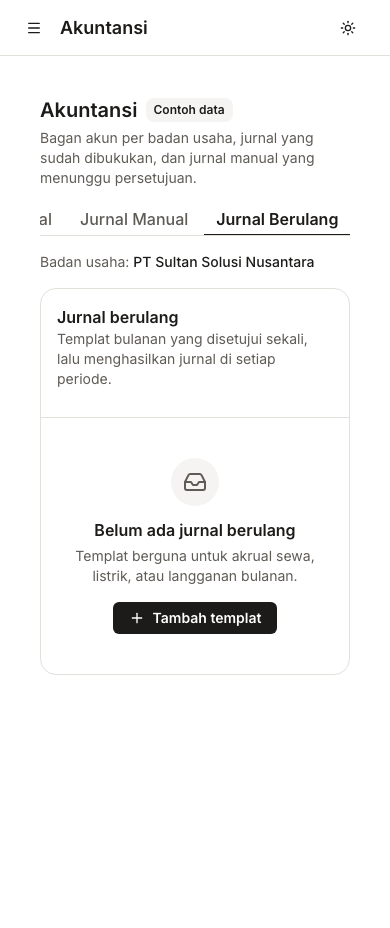 Akuntansi
Akuntansi
Contoh data
Bagan akun per badan usaha, jurnal yang
sudah dibukukan, dan jurnal manual yang
menunggu persetujuan.
al
Jurnal Manual
Jurnal Berulang
Badan usaha: PT Sultan Solusi Nusantara
Jurnal berulang
Templat bulanan yang disetujui sekali,
lalu menghasilkan jurnal di setiap
periode.
Belum ada jurnal berulang
Templat berguna untuk akrual sewa,
listrik, atau langganan bulanan.
Tambah templat